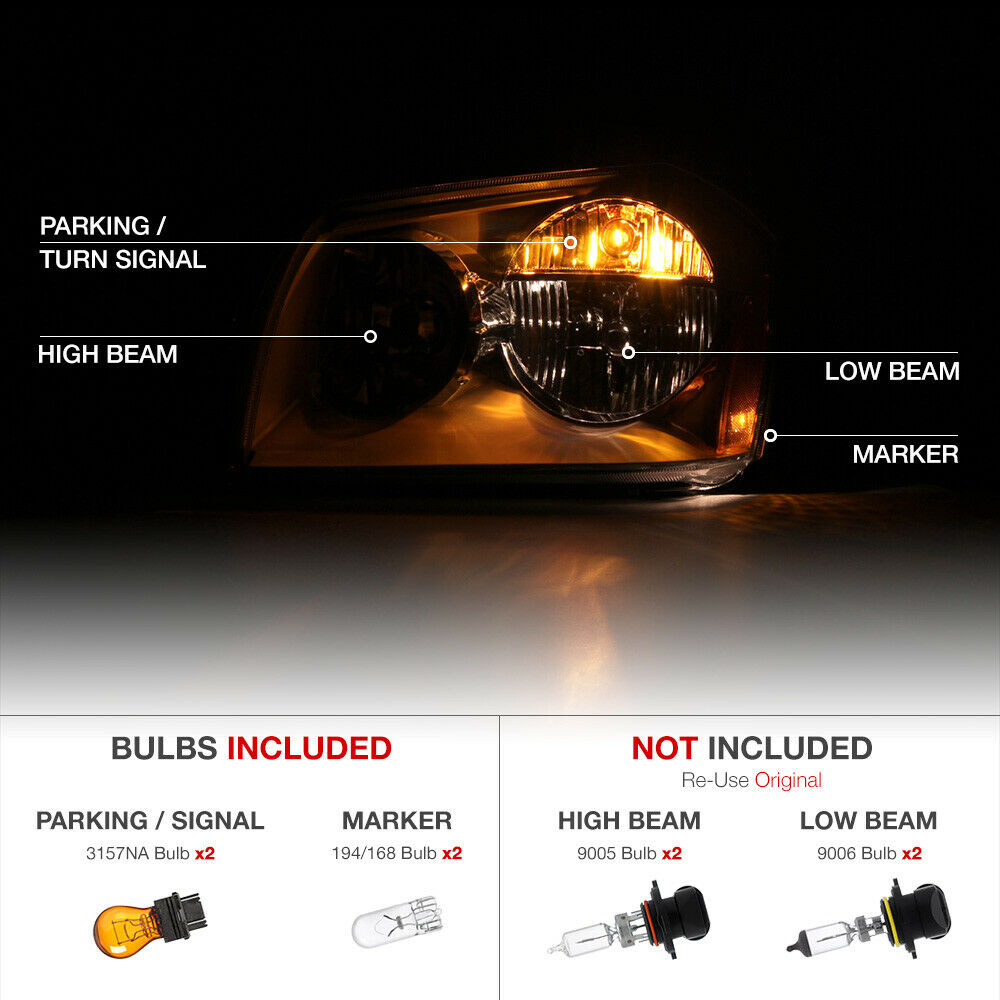 PARKING /
TURN SIGNAL
HIGH BEAM
LOW BEAM
MARKER
BULBS INCLUDED
PARKING / SIGNAL
3157NA Bulb x2
MARKER
194/168 Bulb x2
NOT INCLUDED
Re-Use Original
HIGH BEAM
9005 Bulb x2
LOW BEAM
9006 Bulb x2